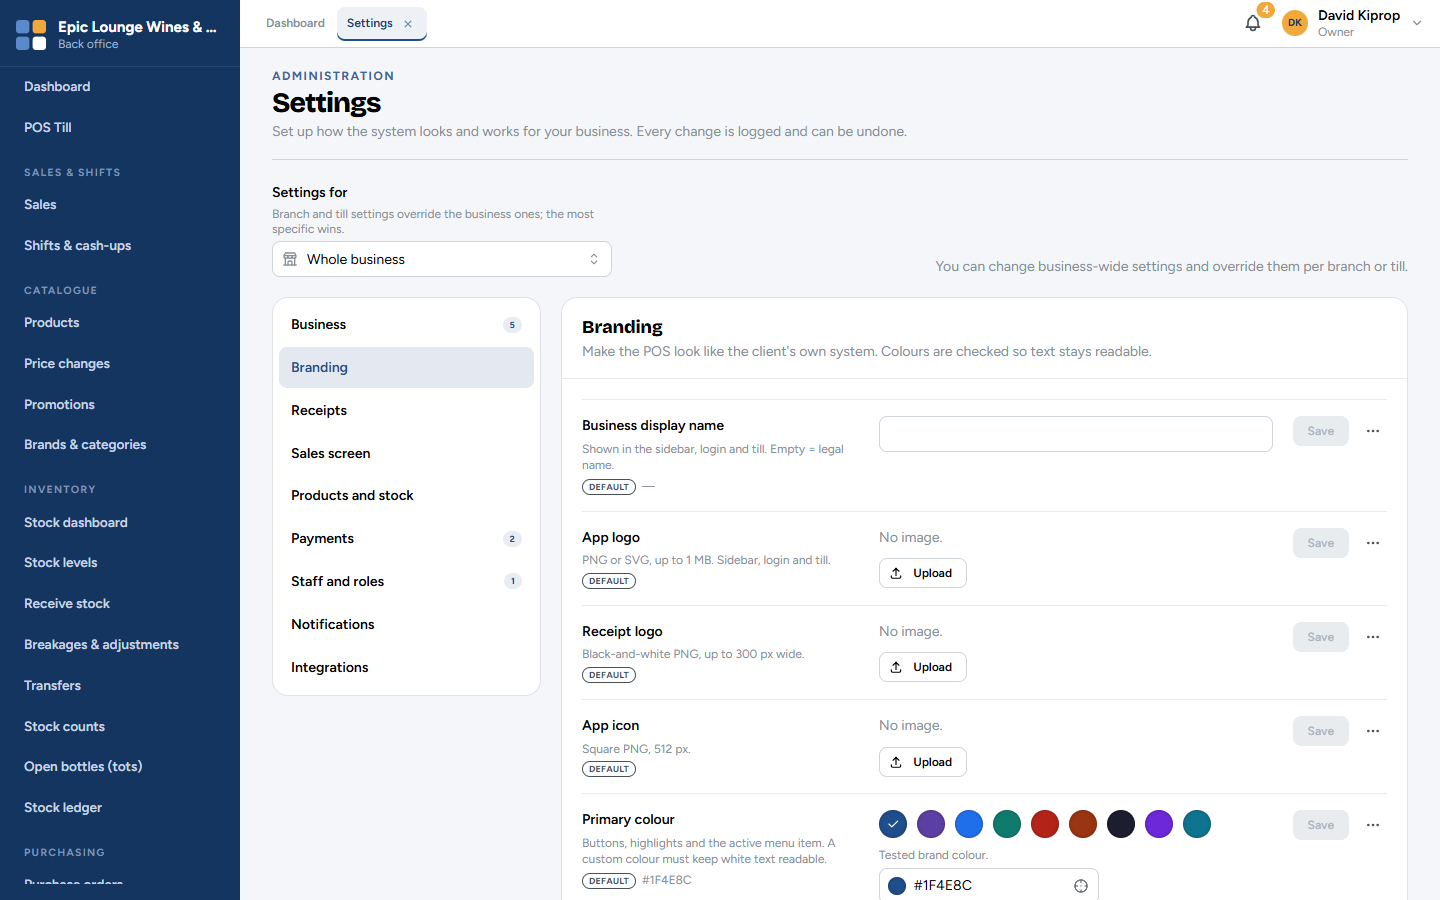 Epic Lounge Wines & ...
Back office
Dashboard
POS Till
SALES & SHIFTS
Sales
Shifts & cash-ups
CATALOGUE
Products
Price changes
Promotions
Brands & categories
INVENTORY
Stock dashboard
Stock levels
Receive stock
Breakages & adjustments
Transfers
Stock counts
Open bottles (tots)
Stock ledger
PURCHASING
Purchase orders
Dashboard
Settings
4
DK
David Kiprop
Owner
ADMINISTRATION
Settings
Set up how the system looks and works for your business. Every change is logged and can be undone.
Settings for
Branch and till settings override the business ones; the most
specific wins.
Whole business
You can change business-wide settings and override them per branch or till.
Business 5
Branding
Receipts
Sales screen
Products and stock
Payments 2
Staff and roles 1
Notifications
Integrations
Branding
Make the POS look like the client's own system. Colours are checked so text stays readable.
Business display name
Shown in the sidebar, login and till. Empty = legal
name.
DEFAULT —
Save
App logo
PNG or SVG, up to 1 MB. Sidebar, login and till.
DEFAULT
No image.
Upload
Save
Receipt logo
Black-and-white PNG, up to 300 px wide.
DEFAULT
No image.
Upload
Save
App icon
Square PNG, 512 px.
DEFAULT
No image.
Upload
Save
Primary colour
Buttons, highlights and the active menu item. A
custom colour must keep white text readable.
DEFAULT #1F4E8C
Tested brand colour.
#1F4E8C
Save